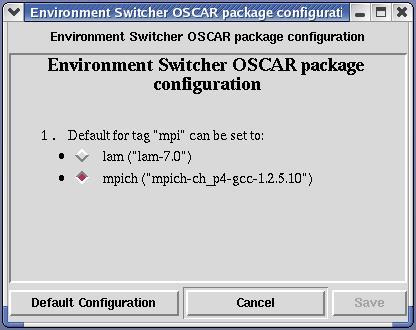 Environment Switcher OSCAR package configurati
Environment Switcher OSCAR package configuration
Environment Switcher OSCAR package
configuration
1. Default for tag "mpi" can be set to:
• lam ("lam-7.0")
• mpich ("mpich-ch_p4-gcc-1.2.5.10")
Default Configuration
Cancel
Save